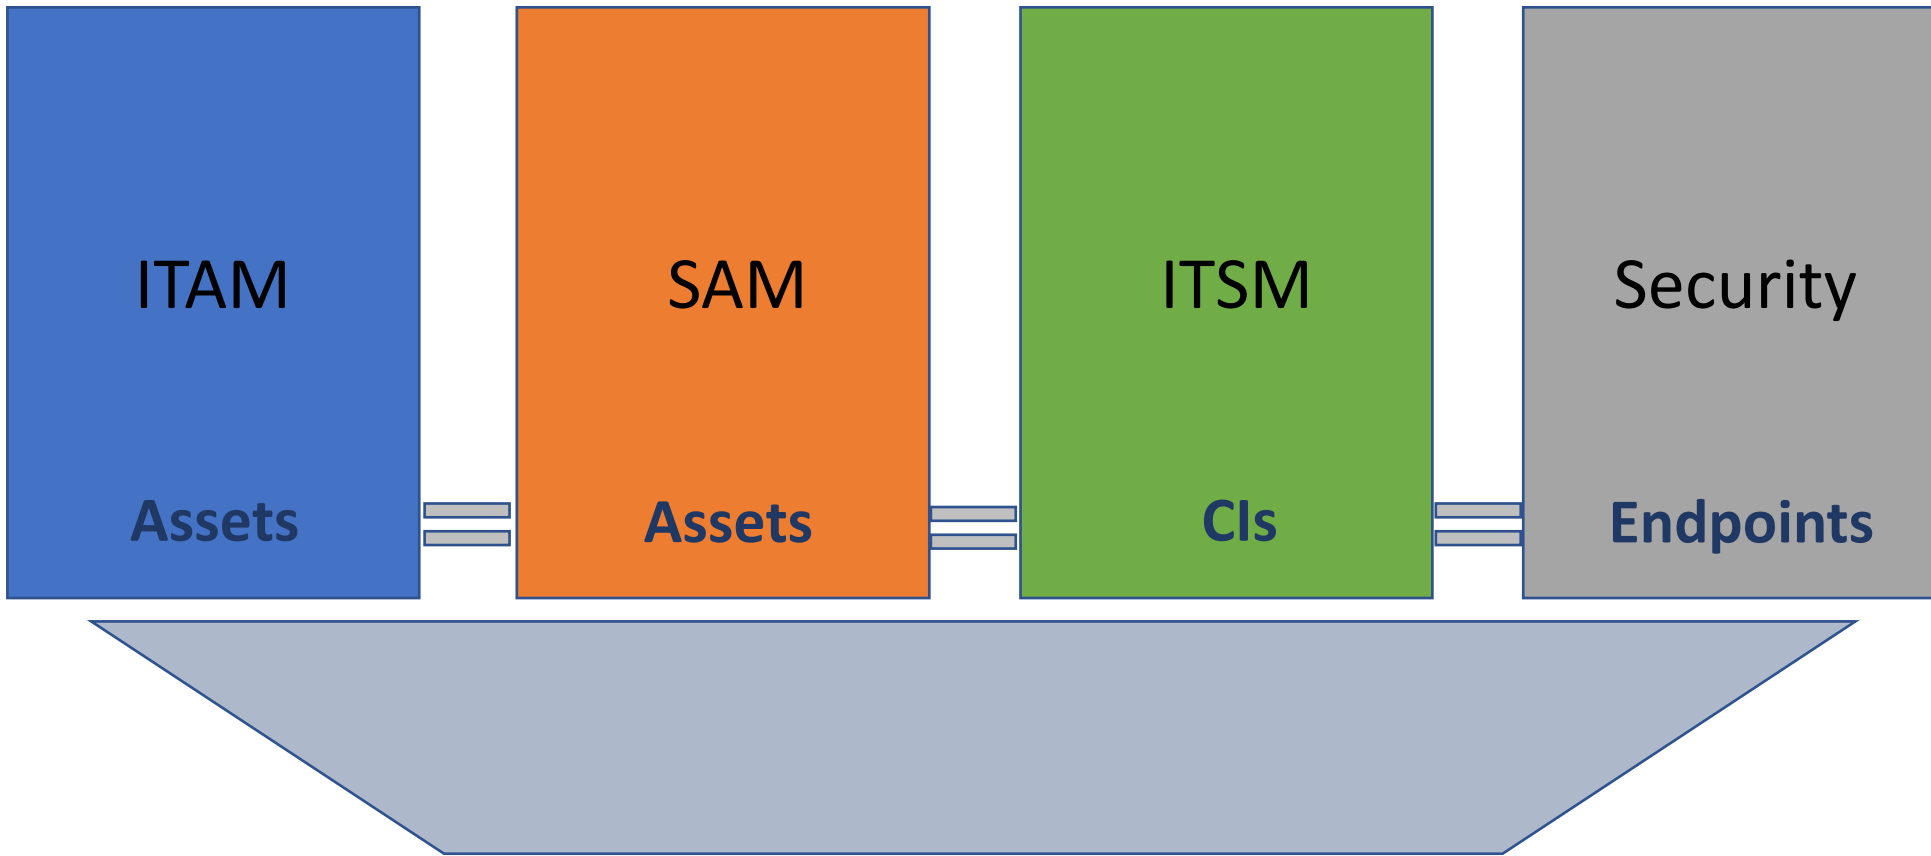 ITAM
SAM
ITSM
Security
Assets
Assets
CIs
Endpoints